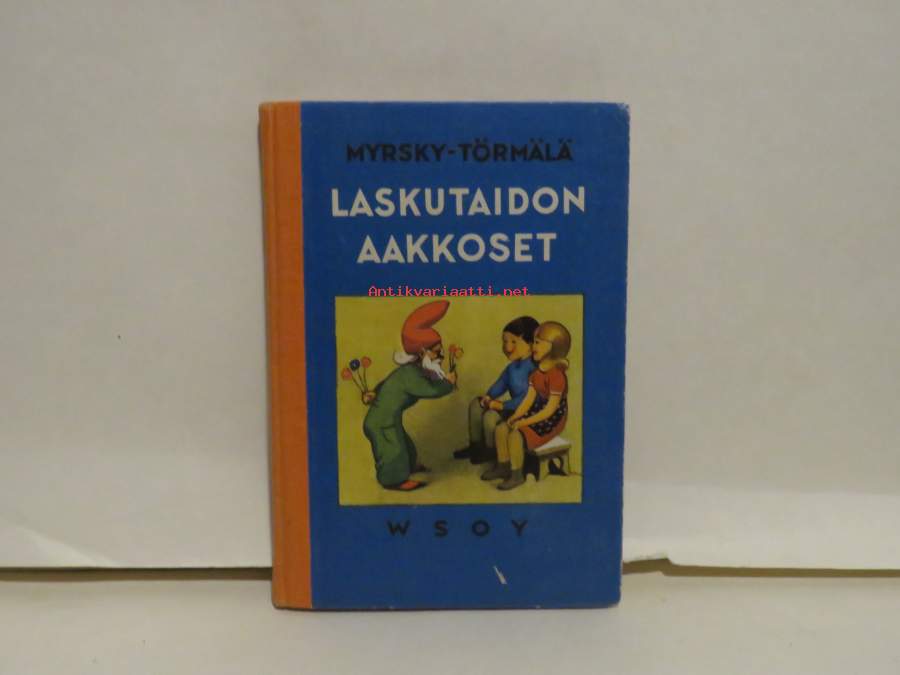 MYRSKY-TÖRMÄLÄ
LASKUTAIDON
AAKKOSET
Antikvariaatti.net
WSOY